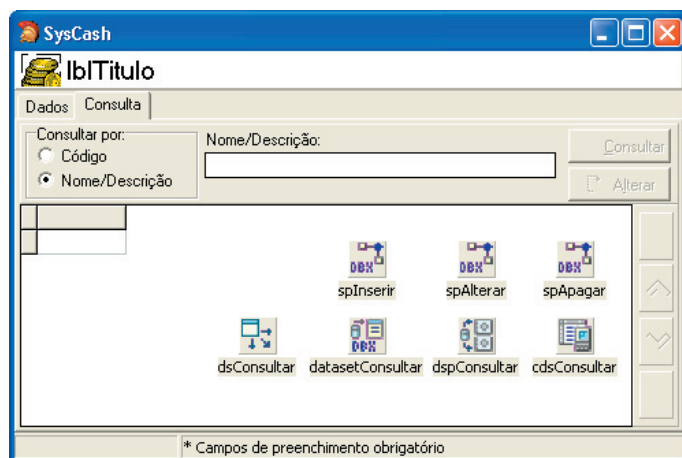 SysCash
lblTitulo
Dados Consulta
Consultar por:
Código
Nome/Descrição
Nome/Descrição:
Consultar
Alterar
DBX DBX DBX
spInserir spAlterar spApagar
DBX
dsConsultar datasetConsultar dspConsultar cdsConsultar
* Campos de preenchimento obrigatório